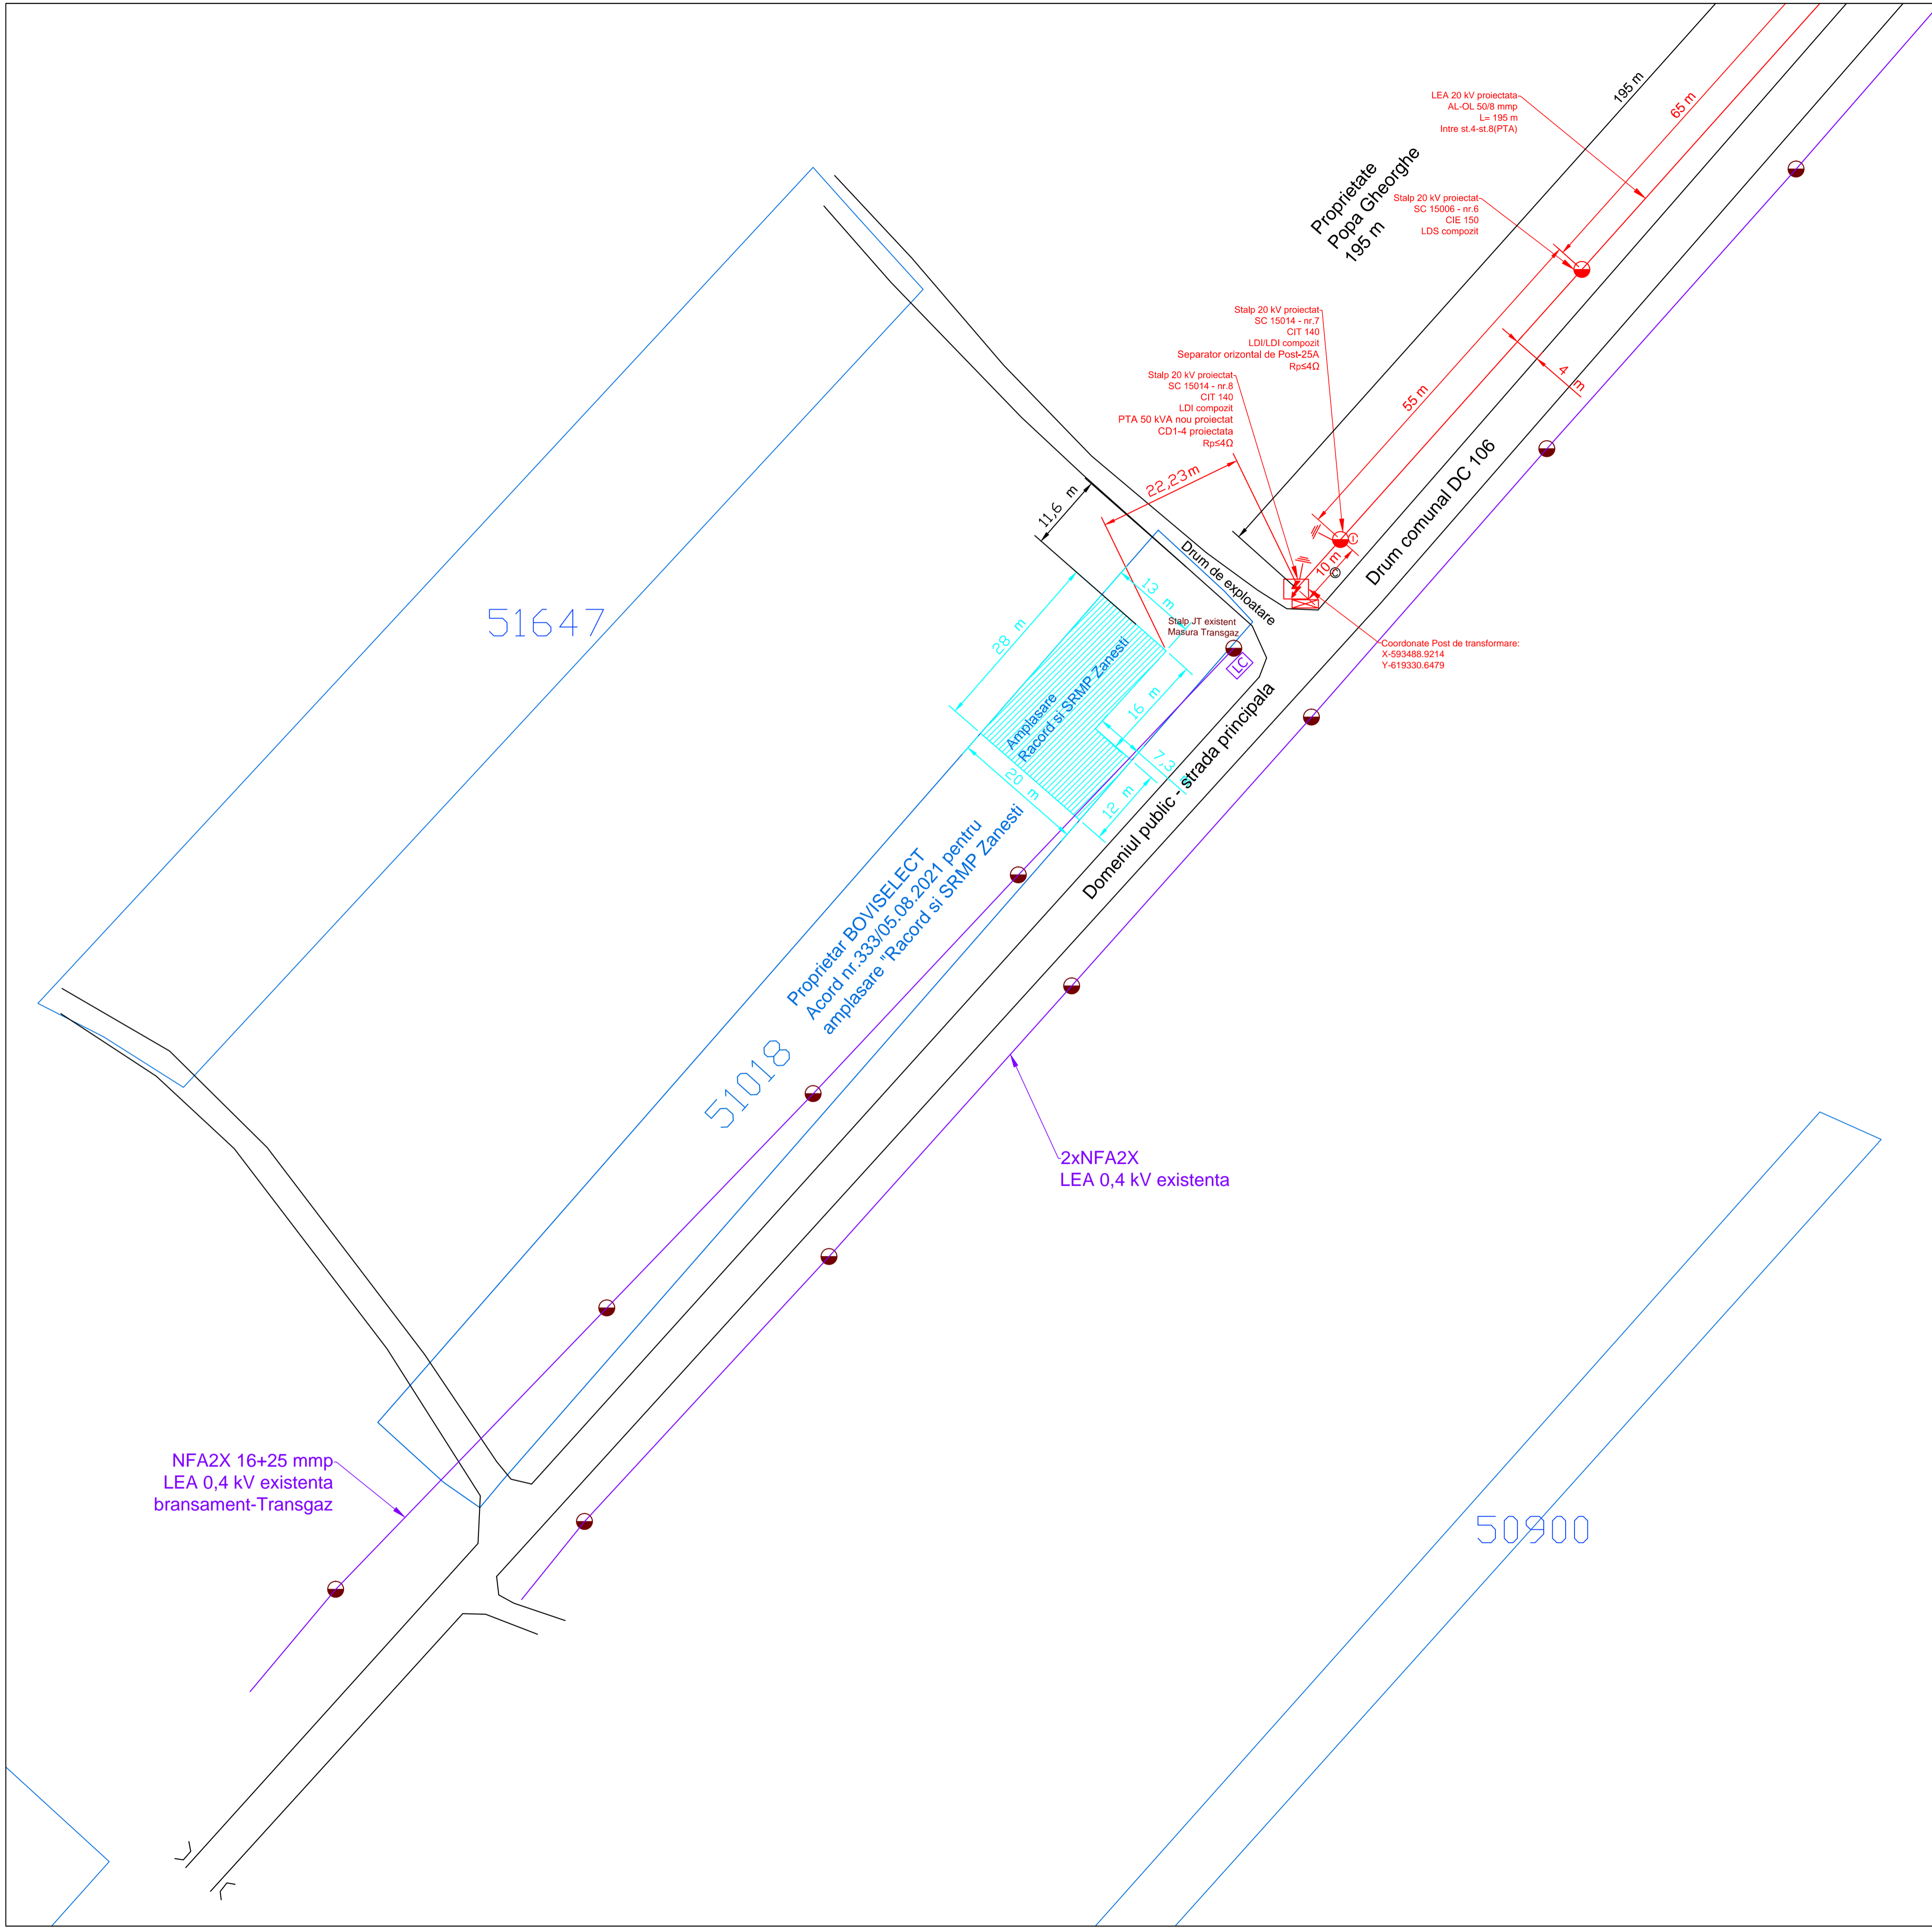 195 m
65 m
LEA 20 kV proiectata
AL-OL 50/8 mmp
L= 195 m
Intre st.4-st.8(PTA)
Proprietate
Popa Gheorghe
195 m
Stalp 20 kV proiectat
SC 15006 - nr.6
CIE 150
LDS compozit
Stalp 20 kV proiectat
SC 15014 - nr.7
CIT 140
LDI/LDI compozit
Separator orizontal de Post-25A
Rp≤4Ω
Stalp 20 kV proiectat
SC 15014 - nr.8
CIT 140
LDI compozit
PTA 50 kVA nou proiectat
CD1-4 proiectata
Rp≤4Ω
4 m
55 m
22,23m
11,6 m
Drum comunal DC 106
10 m
Drum de exploatare
13 m
51647
28 m
Stalp JT existent
Masura Transgaz
LC
Coordonate Post de transformare:
X-593488.9214
Y-619330.6479
Amplasare
Racord si SRMP Zanesti
16 m
7,3
20 m
12 m
Domeniul public - strada principala
Proprietar BOVISELECT
Acord nr.333/05.08.2021 pentru
amplasare "Racord si SRMP Zanesti
51018
2xNFA2X
LEA 0,4 kV existenta
NFA2X 16+25 mmp
LEA 0,4 kV existenta
bransament-Transgaz
50900